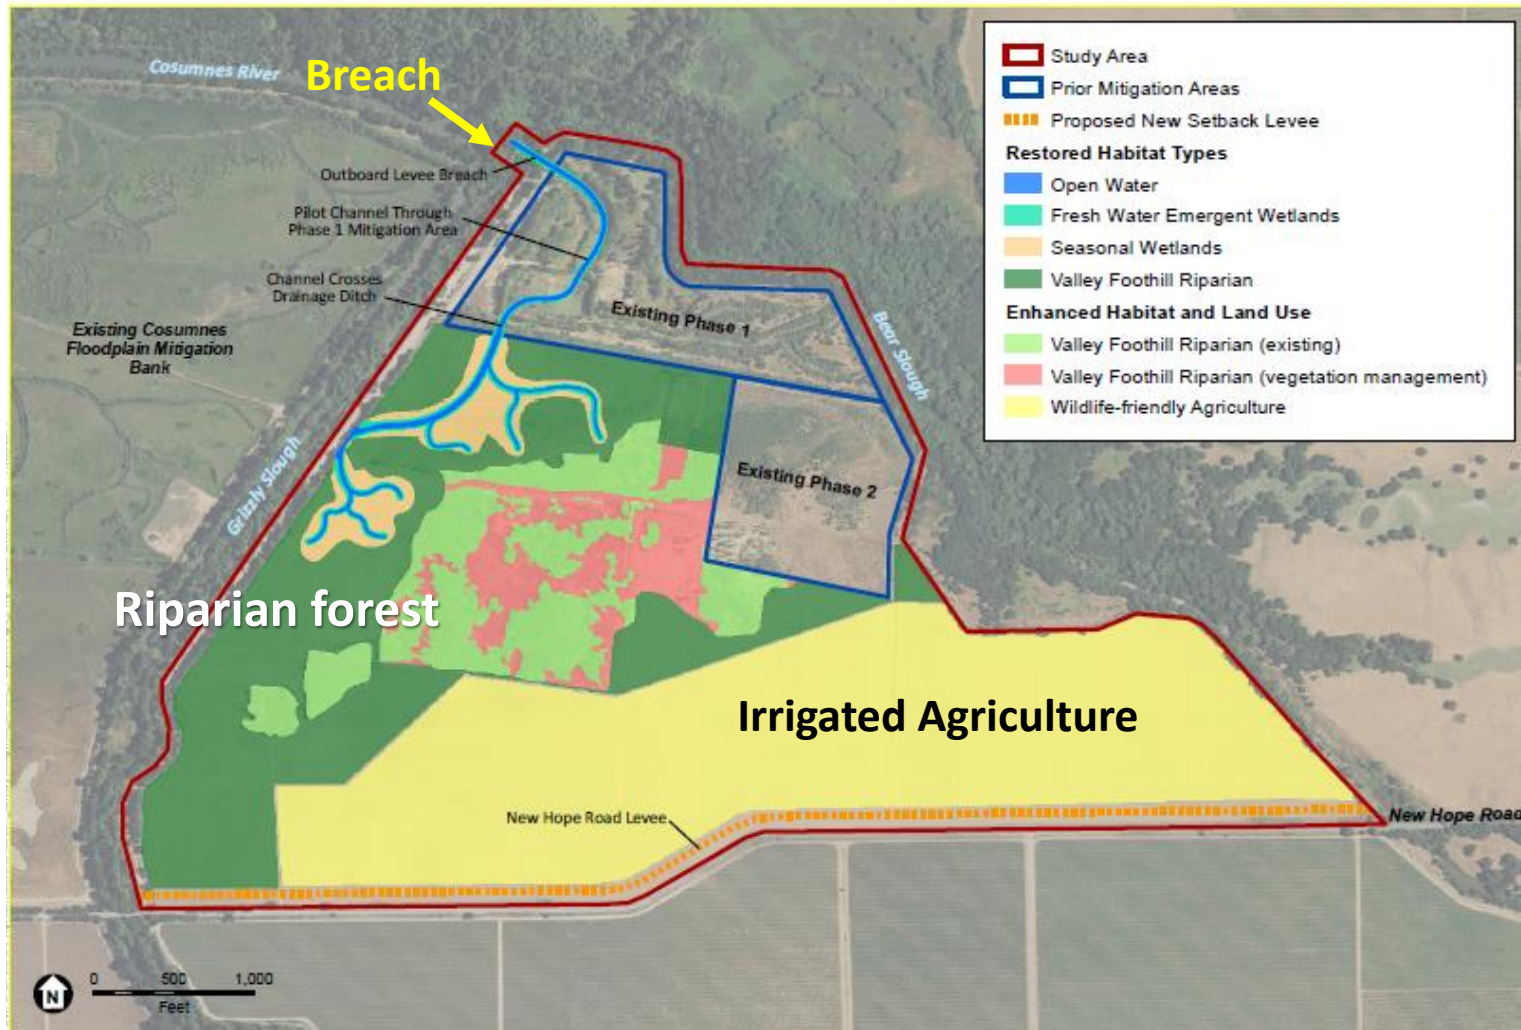 Cosumnes River
Breach
Outboard Levee Breach
Pilot Channel Through
Phase 1 Mitigation Area
Channel Crosses
Drainage Ditch
Existing Cosumnes
Floodplain Mitigation
Bank
Existing Phase 1
Bear Slough
Existing Phase 2
Grizzly Slough
Riparian forest
Irrigated Agriculture
New Hope Road Levee
New Hope Road
Study Area
Prior Mitigation Areas
Proposed New Setback Levee
Restored Habitat Types
Open Water
Fresh Water Emergent Wetlands
Seasonal Wetlands
Valley Foothill Riparian
Enhanced Habitat and Land Use
Valley Foothill Riparian (existing)
Valley Foothill Riparian (vegetation management)
Wildlife-friendly Agriculture
N
0 500 1,000
Feet